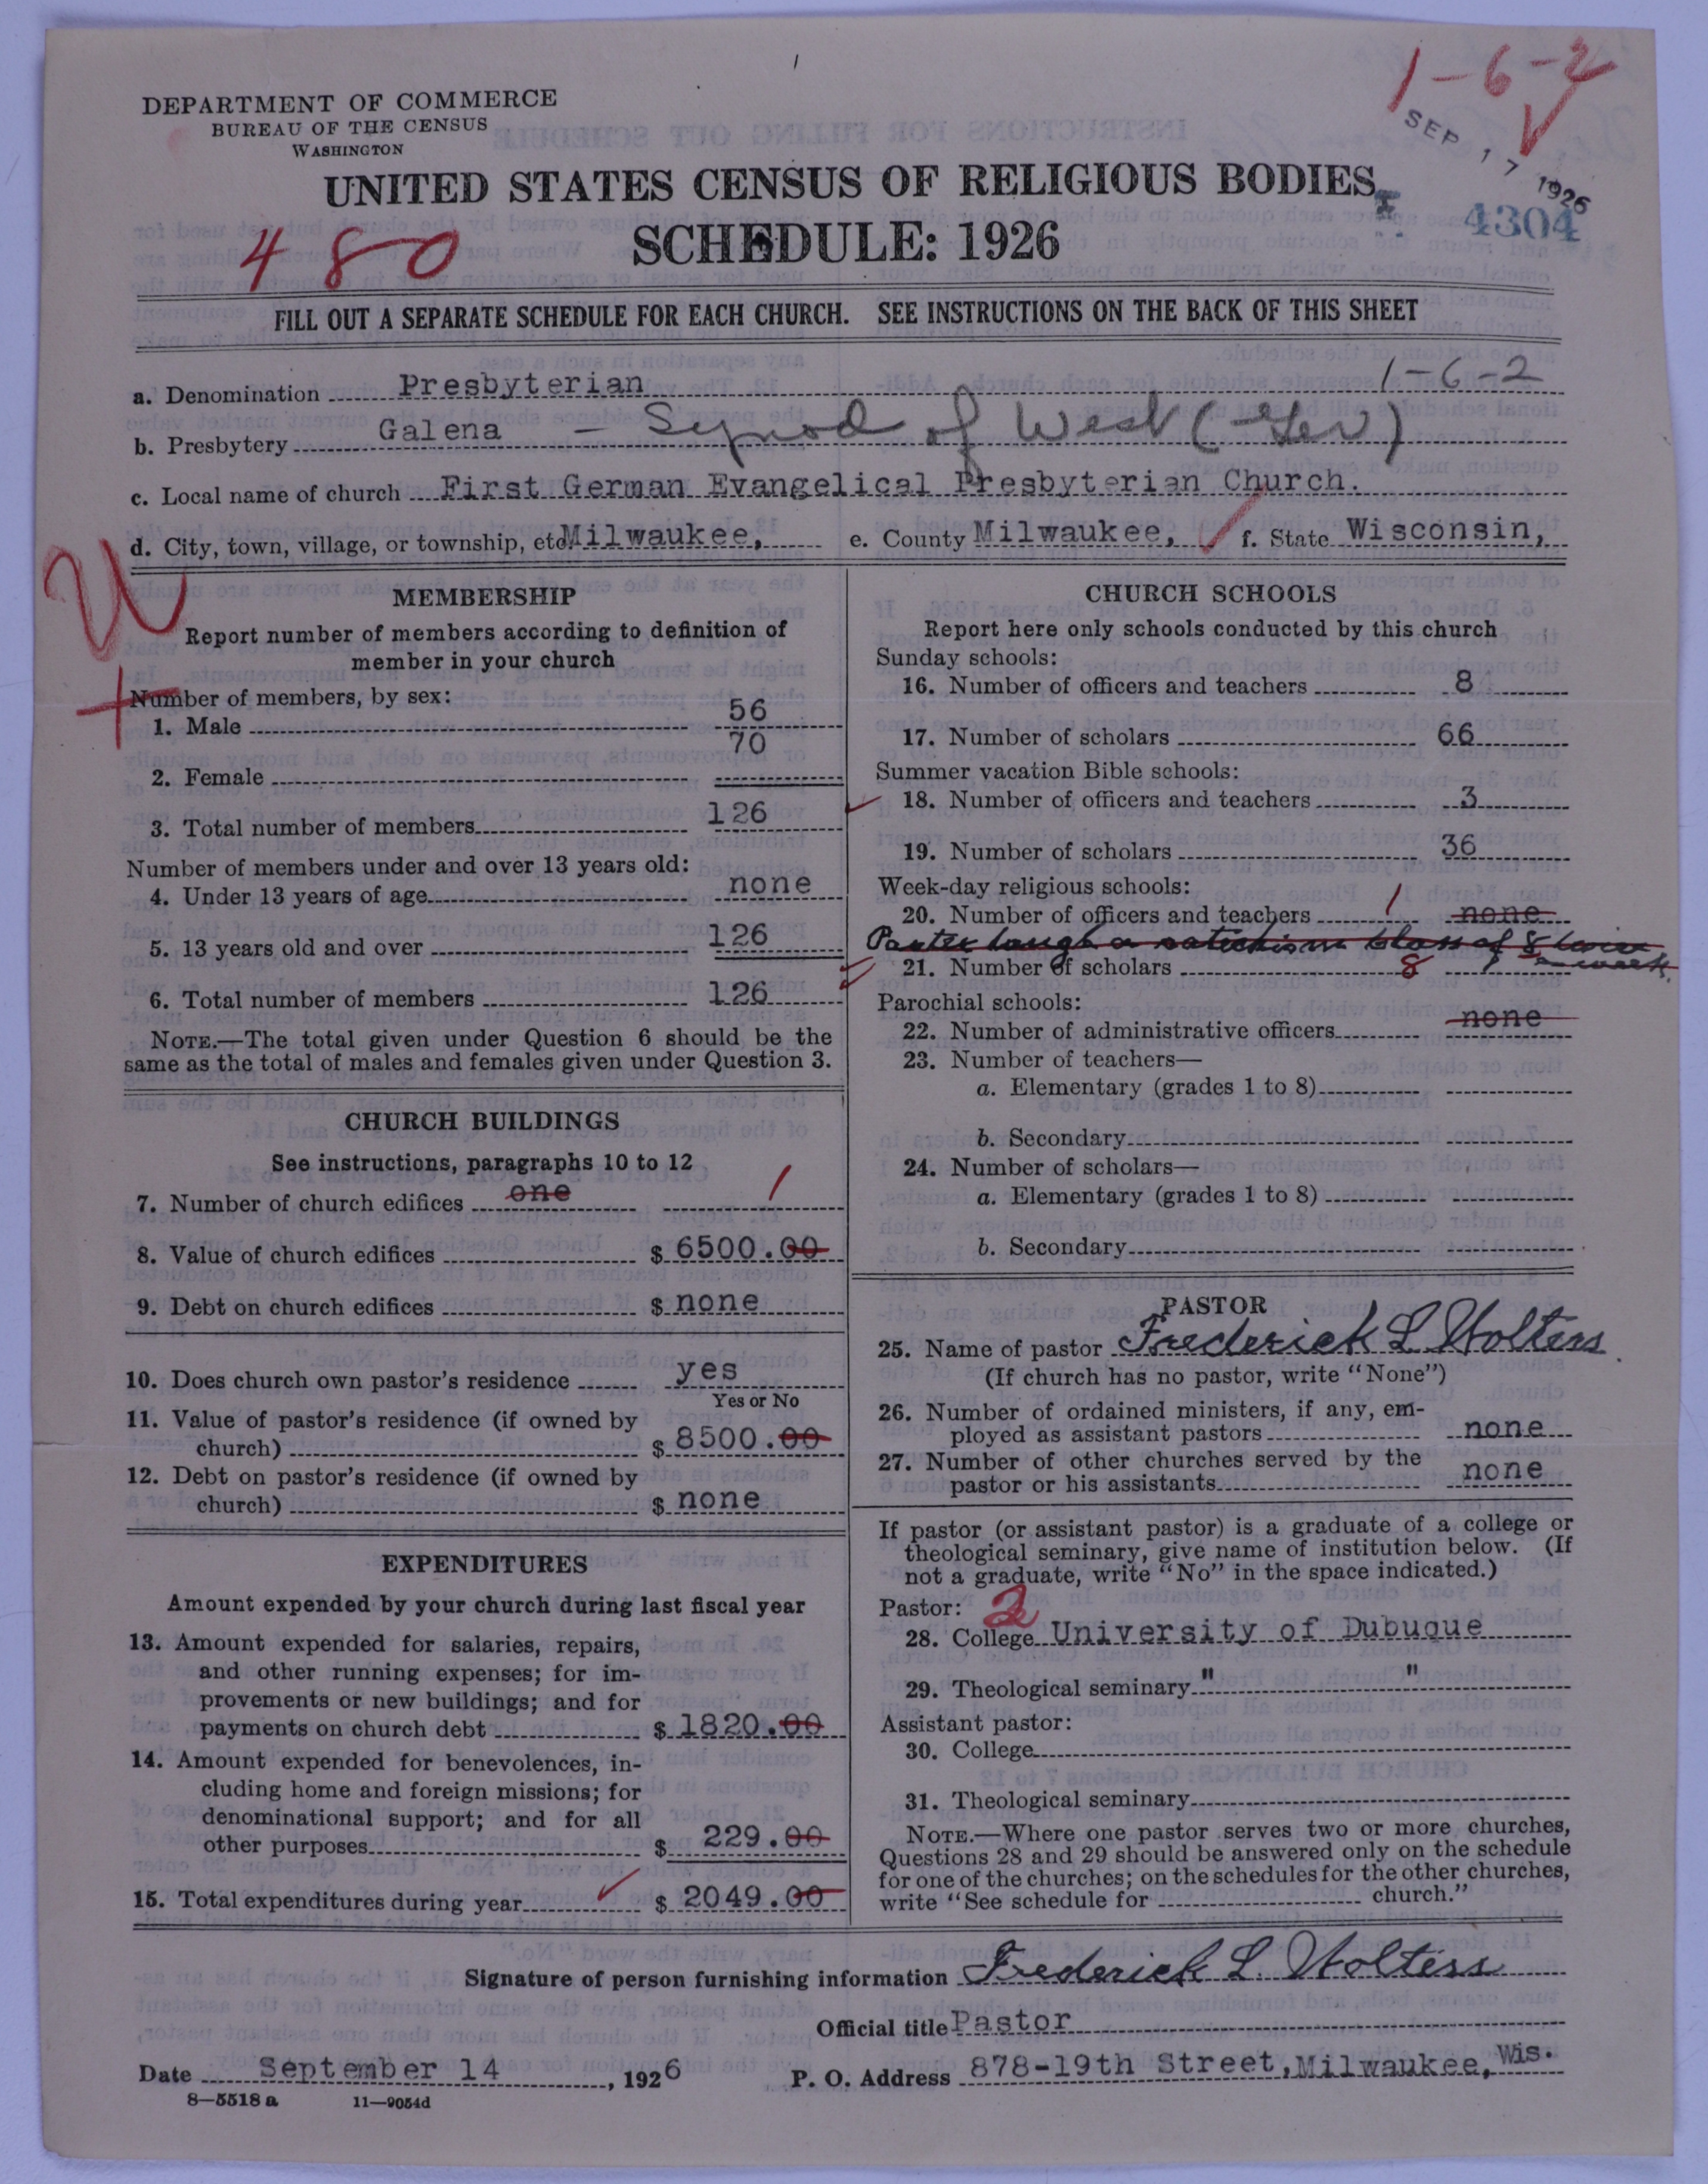 1-6-2
SEP 17 1926
4304
DEPARTMENT OF COMMERCE
BUREAU OF THE CENSUS
WASHINGTON
UNITED STATES CENSUS OF RELIGIOUS BODIES
480
SCHEDULE: 1926
FILL OUT A SEPARATE SCHEDULE FOR EACH CHURCH. SEE INSTRUCTIONS ON THE BACK OF THIS SHEET
a. Denomination Presbyterian 1-6-2
b. Presbytery Galena - Synod of West (Ger)
c. Local name of church First German Evangelical Presbyterian Church.
d. City, town, village, or township, etc. Milwaukee, e. County Milwaukee, f. State Wisconsin,
MEMBERSHIP
Report number of members according to definition of
member in your church
Number of members, by sex:
1. Male 56
2. Female 70
3. Total number of members 126
Number of members under and over 13 years old:
4. Under 13 years of age none
5. 13 years old and over 126
6. Total number of members 126
NOTE.—The total given under Question 6 should be the
same as the total of males and females given under Question 3.
CHURCH BUILDINGS
See instructions, paragraphs 10 to 12
7. Number of church edifices one 1
8. Value of church edifices $ 6500.00
9. Debt on church edifices $ none
10. Does church own pastor's residence yes
Yes or No
11. Value of pastor's residence (if owned by
church) $ 8500.00
12. Debt on pastor's residence (if owned by
church) $ none
EXPENDITURES
Amount expended by your church during last fiscal year
13. Amount expended for salaries, repairs,
and other running expenses; for im-
provements or new buildings; and for
payments on church debt $ 1820.00
14. Amount expended for benevolences, in-
cluding home and foreign missions; for
denominational support; and for all
other purposes $ 229.00
15. Total expenditures during year $ 2049.00
CHURCH SCHOOLS
Report here only schools conducted by this church
Sunday schools:
16. Number of officers and teachers 8
17. Number of scholars 66
Summer vacation Bible schools:
18. Number of officers and teachers 3
19. Number of scholars 36
Week-day religious schools:
20. Number of officers and teachers 1 none
Pastor taught a catechism class of 8 twice
a week.
21. Number of scholars 8
Parochial schools:
22. Number of administrative officers none
23. Number of teachers—
a. Elementary (grades 1 to 8)
b. Secondary
24. Number of scholars—
a. Elementary (grades 1 to 8)
b. Secondary
PASTOR
25. Name of pastor Frederick L. Wolters
(If church has no pastor, write "None")
26. Number of ordained ministers, if any, em-
ployed as assistant pastors none
27. Number of other churches served by the
pastor or his assistants none
If pastor (or assistant pastor) is a graduate of a college or
theological seminary, give name of institution below. (If
not a graduate, write "No" in the space indicated.)
Pastor: 2
28. College University of Dubuque
29. Theological seminary " "
Assistant pastor:
30. College
31. Theological seminary
NOTE.—Where one pastor serves two or more churches,
Questions 28 and 29 should be answered only on the schedule
for one of the churches; on the schedules for the other churches,
write "See schedule for church."
Signature of person furnishing information Frederick L. Wolters
Official title Pastor
Date September 14, 1926 P. O. Address 878-19th Street, Milwaukee, Wis.
8—5518 a 11—9054d